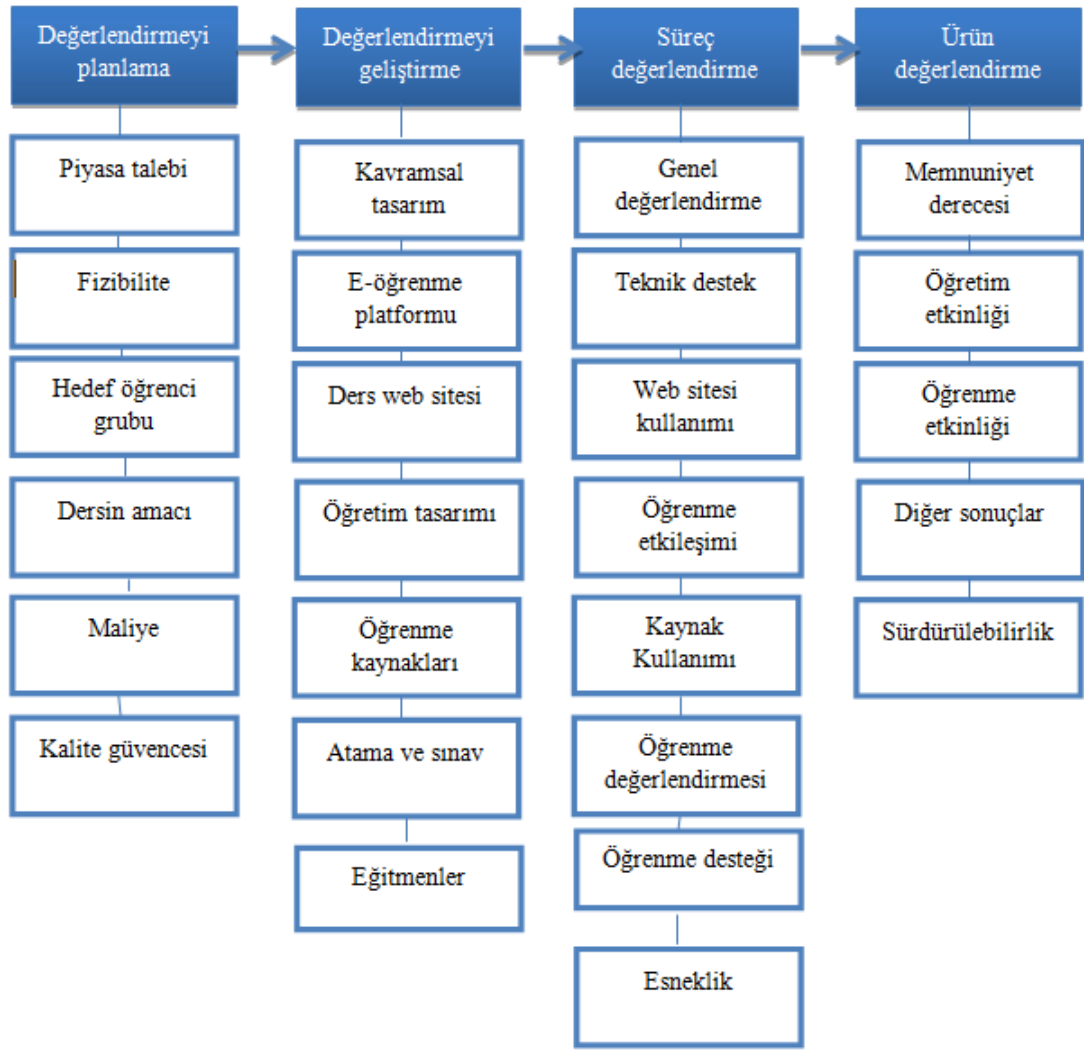 Değerlendirmeyi
planlama
Değerlendirmeyi
geliştirme
Süreç
değerlendirme
Ürün
değerlendirme
Piyasa talebi
Fizibilite
Hedef öğrenci
grubu
Dersin amacı
Maliye
Kalite güvencesi
Kavramsal
tasarım
E-öğrenme
platformu
Ders web sitesi
Öğretim tasarımı
Öğrenme
kaynakları
Atama ve sınav
Eğitmenler
Genel
değerlendirme
Teknik destek
Web sitesi
kullanımı
Öğrenme
etkileşimi
Kaynak
Kullanımı
Öğrenme
değerlendirmesi
Öğrenme desteği
Esneklik
Memnuniyet
derecesi
Öğretim
etkinliği
Öğrenme
etkinliği
Diğer sonuçlar
Sürdürülebilirlik